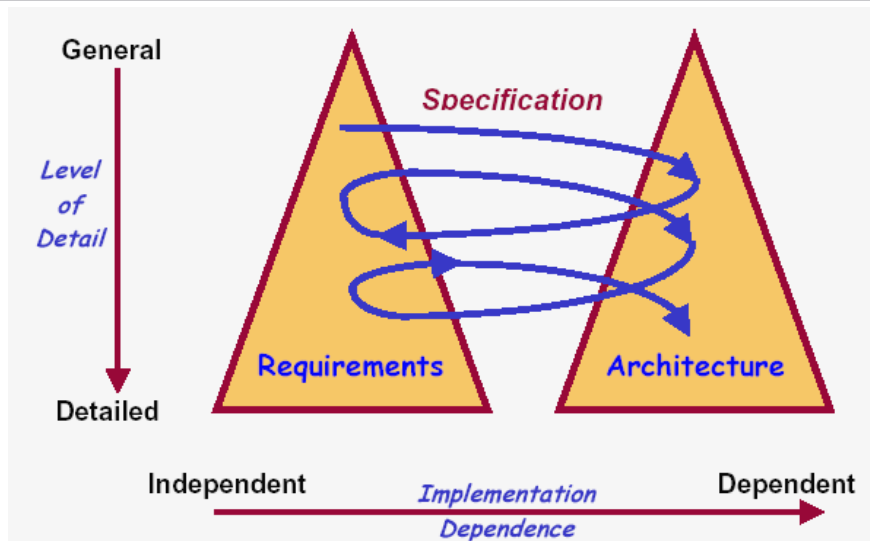 General
Specification
Level
of
Detail
Requirements
Architecture
Detailed
Independent
Implementation
Dependence
Dependent